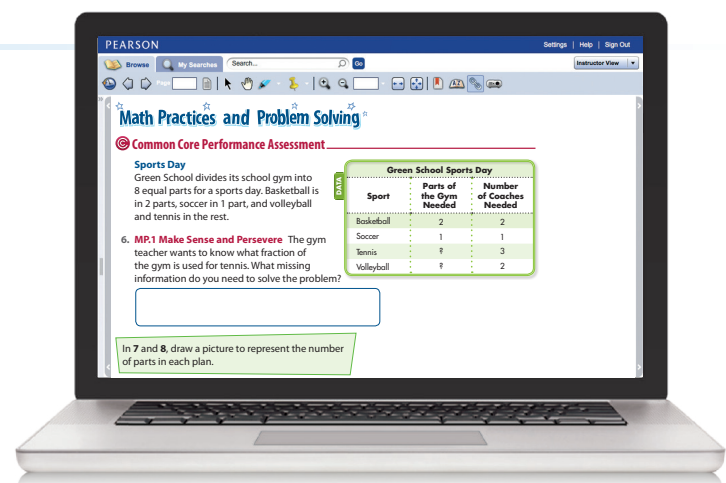 PEARSON
Settings | Help | Sign Out
Browse
My Searches
Search...
Go
Instructor View
Page
Math Practices and Problem Solving
Common Core Performance Assessment
Sports Day
Green School divides its school gym into
8 equal parts for a sports day. Basketball is
in 2 parts, soccer in 1 part, and volleyball
and tennis in the rest.
6. MP.1 Make Sense and Persevere The gym
teacher wants to know what fraction of
the gym is used for tennis. What missing
information do you need to solve the problem?
DATA
Green School Sports Day
Sport Parts of the Gym Needed Number of Coaches Needed
Basketball 2 2
Soccer 1 1
Tennis ? 3
Volleyball ? 2
In 7 and 8, draw a picture to represent the number
of parts in each plan.